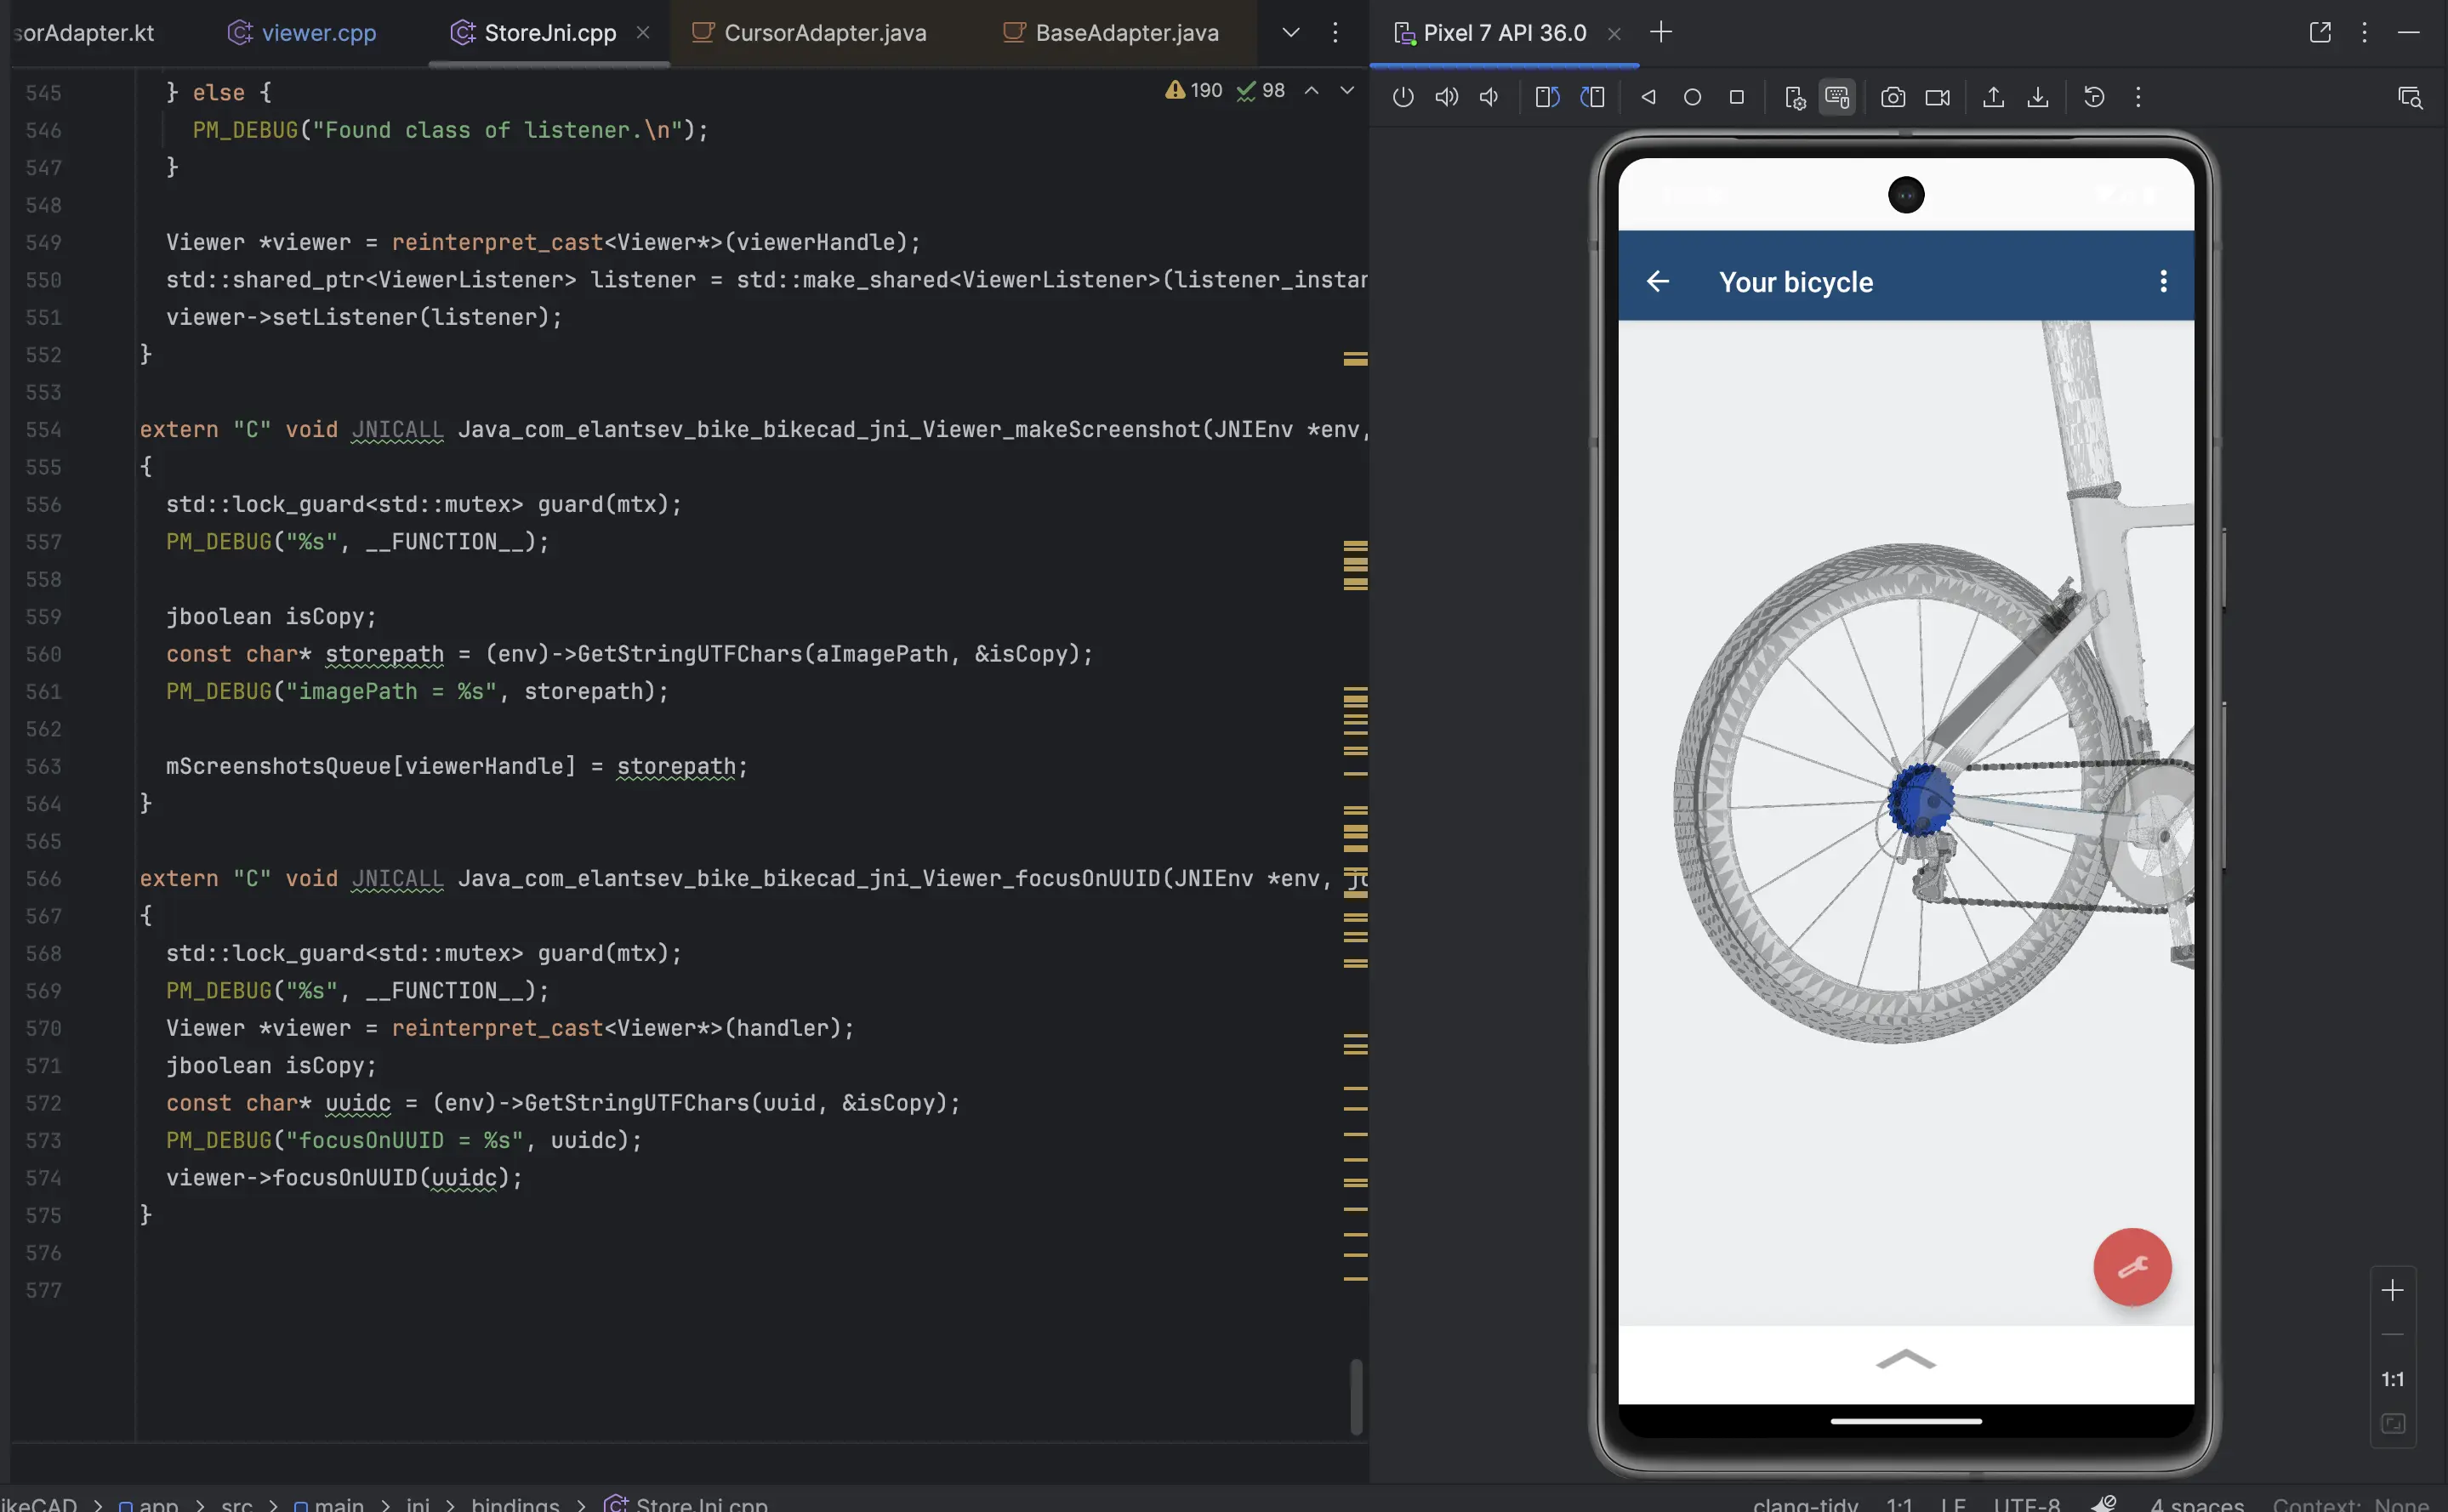 sorAdapter.kt
viewer.cpp
StoreJni.cpp
CursorAdapter.java
BaseAdapter.java
Pixel 7 API 36.0
190
98
545 } else {
546 PM_DEBUG("Found class of listener.\n");
547 }
548
549 Viewer *viewer = reinterpret_cast<Viewer*>(viewerHandle);
550 std::shared_ptr<ViewerListener> listener = std::make_shared<ViewerListener>(listener_instan
551 viewer->setListener(listener);
552 }
553
554 extern "C" void JNICALL Java_com_elantsev_bike_bikecad_jni_Viewer_makeScreenshot(JNIEnv *env,
555 {
556 std::lock_guard<std::mutex> guard(mtx);
557 PM_DEBUG("%s", __FUNCTION__);
558
559 jboolean isCopy;
560 const char* storepath = (env)->GetStringUTFChars(aImagePath, &isCopy);
561 PM_DEBUG("imagePath = %s", storepath);
562
563 mScreenshotsQueue[viewerHandle] = storepath;
564 }
565
566 extern "C" void JNICALL Java_com_elantsev_bike_bikecad_jni_Viewer_focusOnUUID(JNIEnv *env, jo
567 {
568 std::lock_guard<std::mutex> guard(mtx);
569 PM_DEBUG("%s", __FUNCTION__);
570 Viewer *viewer = reinterpret_cast<Viewer*>(handler);
571 jboolean isCopy;
572 const char* uuidc = (env)->GetStringUTFChars(uuid, &isCopy);
573 PM_DEBUG("focusOnUUID = %s", uuidc);
574 viewer->focusOnUUID(uuidc);
575 }
576
577
Your bicycle
1:1
ikeCAD > app > src > main > jni > bindings > StoreJni.cpp
clang-tidy 1:1 LF UTF-8 4 spaces Context: None